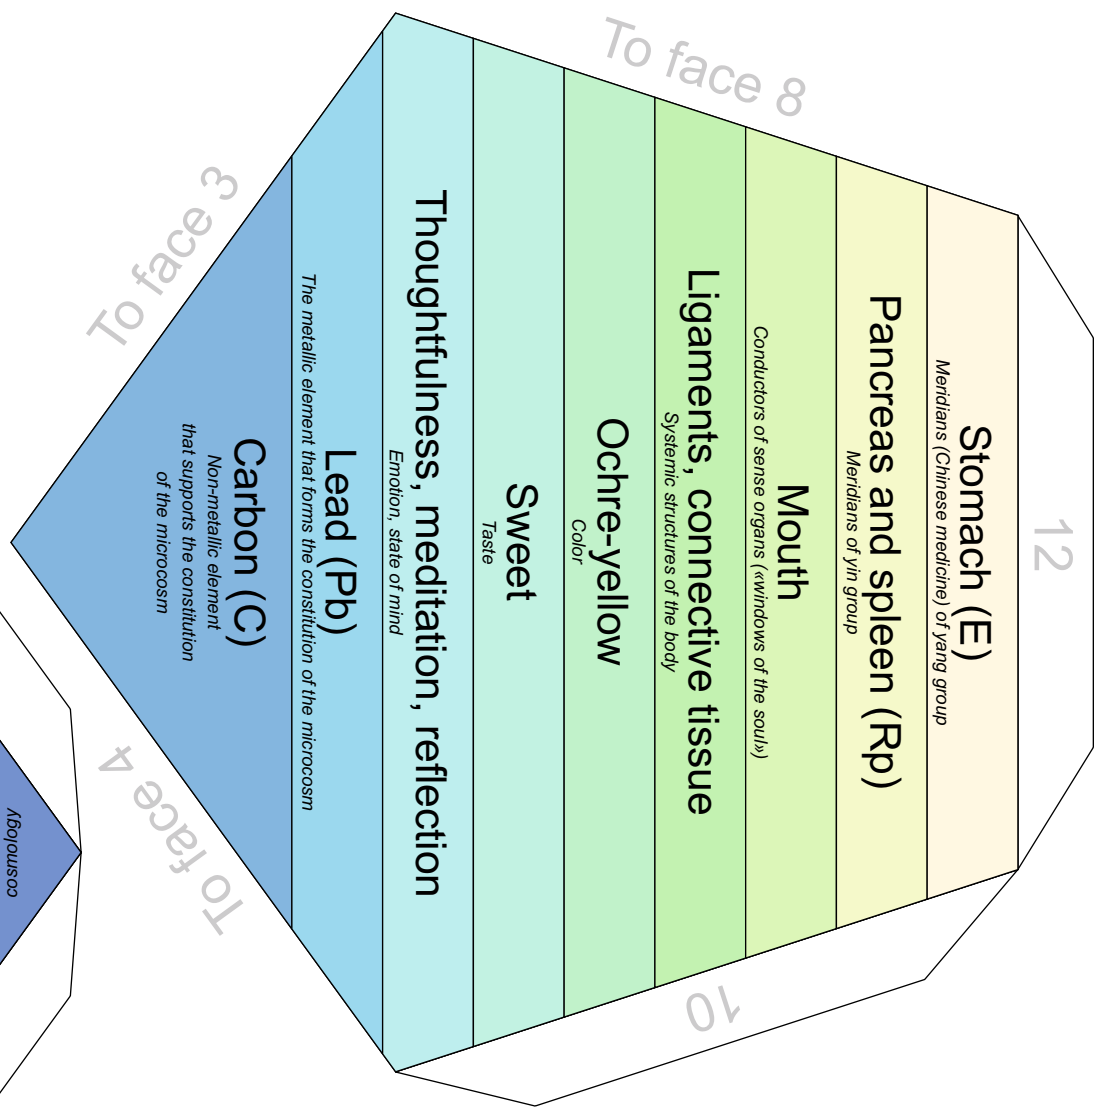 12
Stomach (E)
Meridians (Chinese medicine) of yang group
Pancreas and spleen (Rp)
Meridians of yin group
Mouth
Conductors of sense organs («windows of the soul»)
Ligaments, connective tissue
Systemic structures of the body
Ochre-yellow
Color
Sweet
Taste
Thoughtfulness, meditation, reflection
Emotion, state of mind
Lead (Pb)
The metallic element that forms the constitution of the microcosm
Carbon (C)
Non-metallic element
that supports the constitution
of the microcosm
To face 8
10
To face 3
To face 4
cosmology